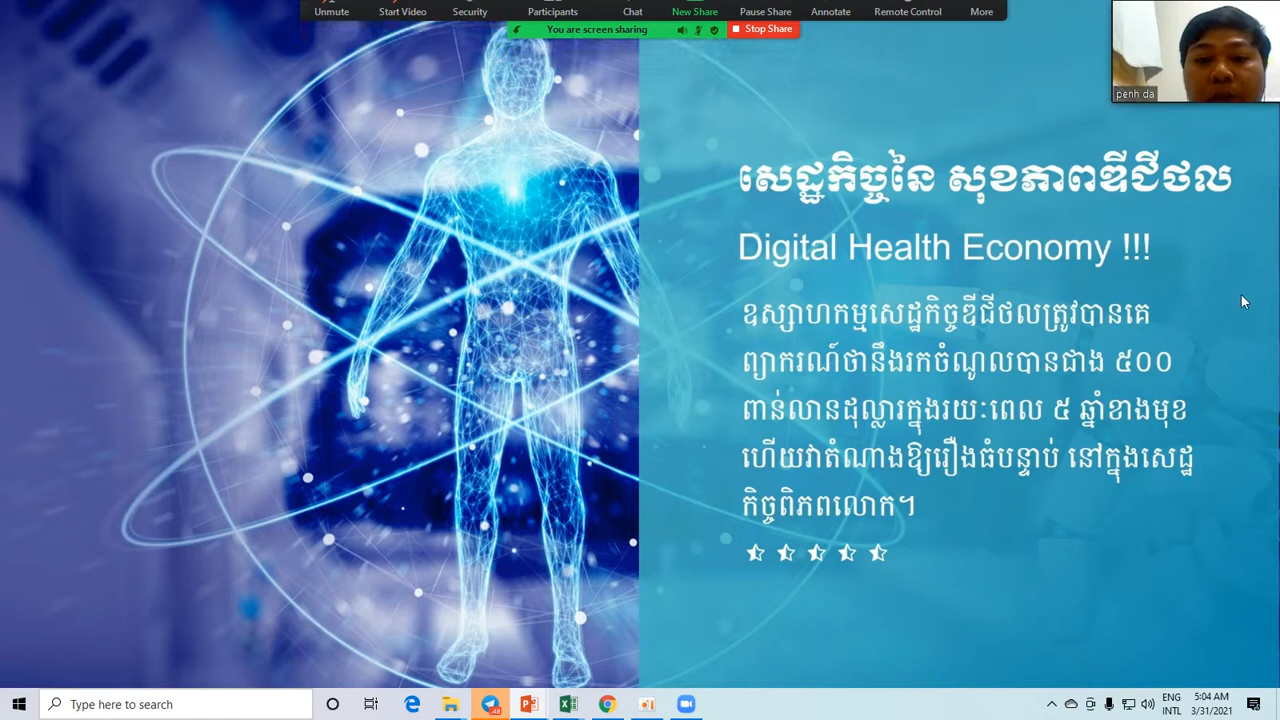 Unmute Start Video Security Participants Chat New Share Pause Share Annotate Remote Control More
You are screen sharing Stop Share
penh da
សេដ្ឋកិច្ចនៃ សុខភាពឌីជីថល
Digital Health Economy !!!
ឧស្សាហកម្មសេដ្ឋកិច្ចឌីជីថលត្រូវបានគេ
ព្យាករណ៍ថានឹងរកចំណូលបានជាង ៥០០
ពាន់លានដុល្លារក្នុងរយៈពេល ៥ ឆ្នាំខាងមុខ
ហើយវាតំណាងឱ្យរឿងធំបន្ទាប់ នៅក្នុងសេដ្ឋ
កិច្ចពិភពលោក។
Type here to search
48
ENG
INTL
5:04 AM
3/31/2021